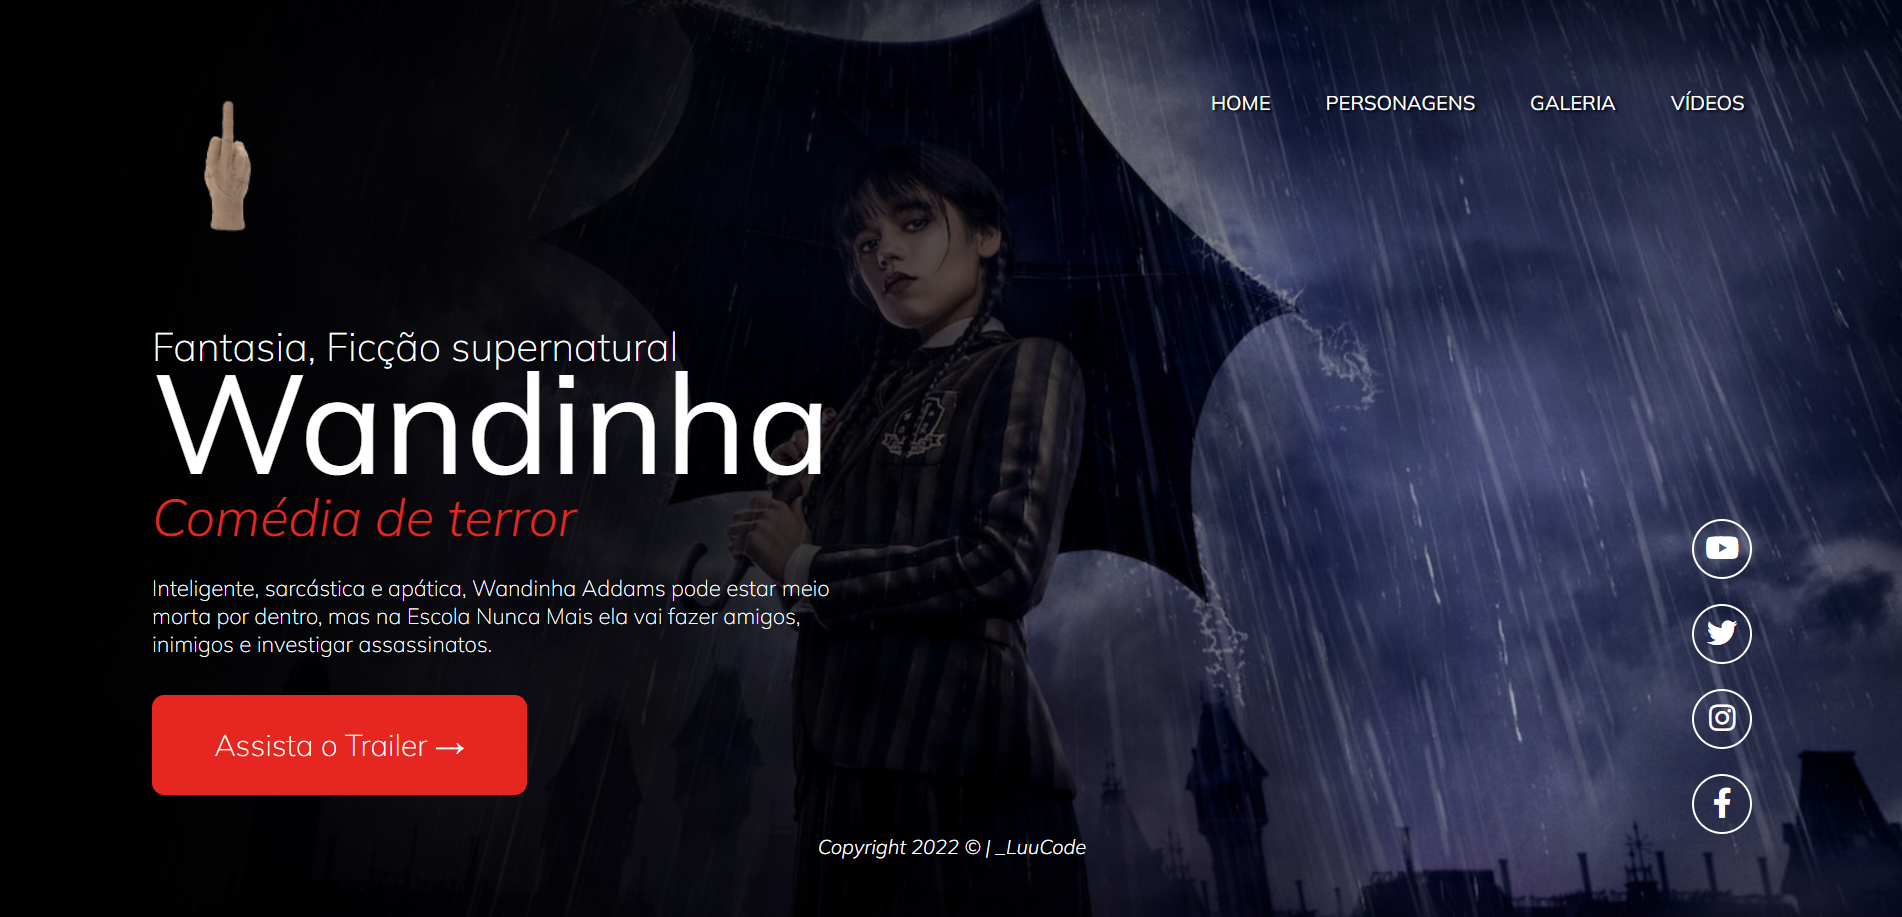 HOME PERSONAGENS GALERIA VÍDEOS
Fantasia, Ficção supernatural
Wandinha
Comédia de terror
Inteligente, sarcástica e apática, Wandinha Addams pode estar meio
morta por dentro, mas na Escola Nunca Mais ela vai fazer amigos,
inimigos e investigar assassinatos.
Assista o Trailer →
Copyright 2022 © | _LuuCode